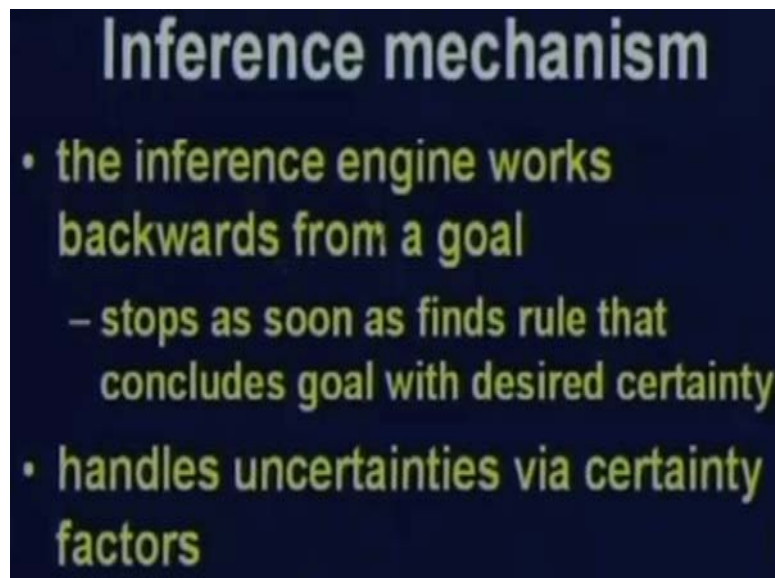 Inference mechanism
• the inference engine works
backwards from a goal
– stops as soon as finds rule that
concludes goal with desired certainty
• handles uncertainties via certainty
factors